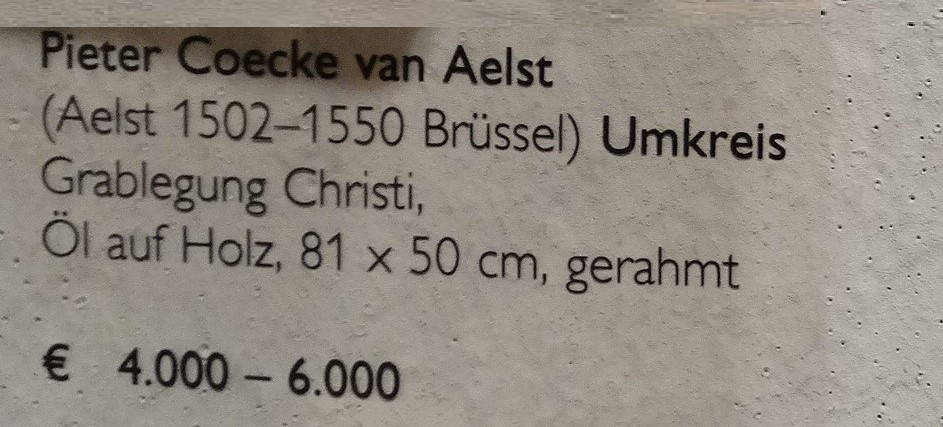 Pieter Coecke van Aelst
(Aelst 1502–1550 Brüssel) Umkreis
Grablegung Christi,
Öl auf Holz, 81 x 50 cm, gerahmt
€ 4.000 – 6.000